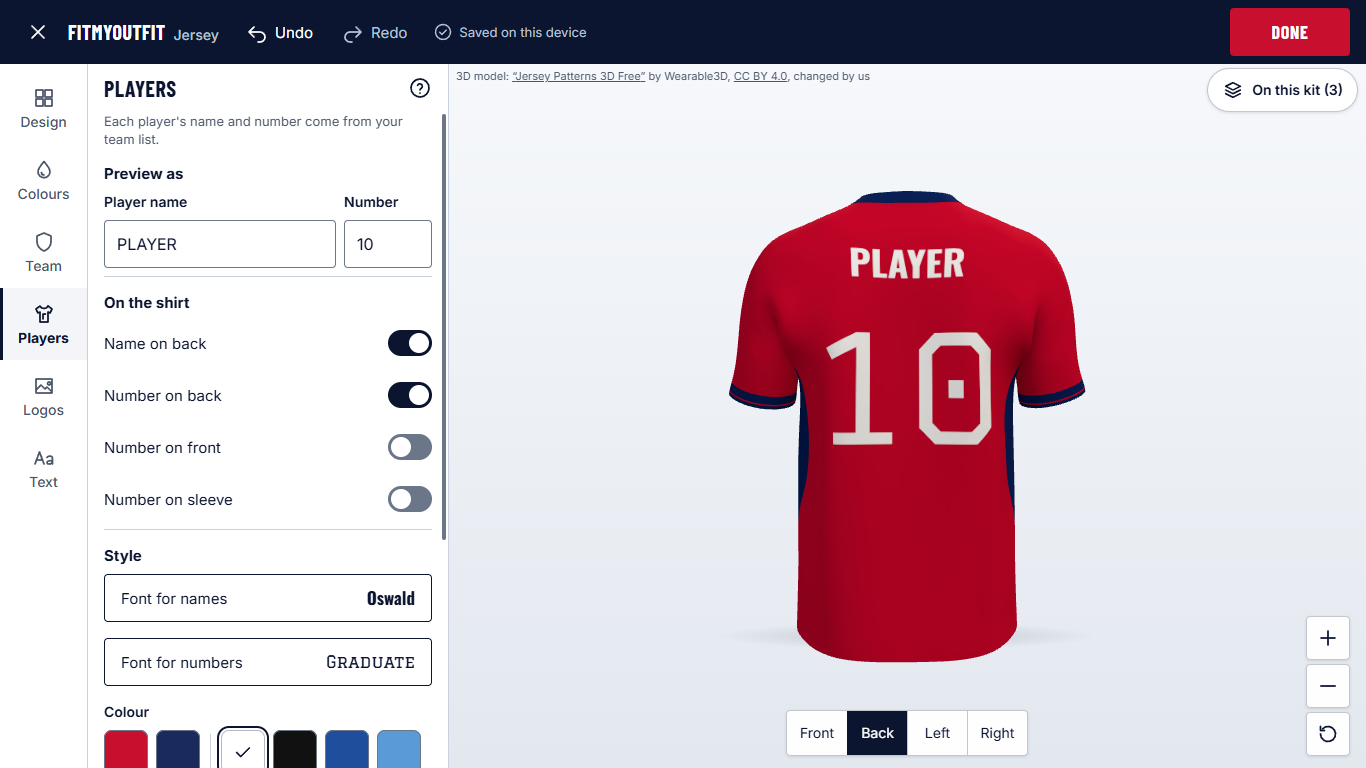 FITMYOUTFIT Jersey Undo Redo Saved on this device DONE
3D model: “Jersey Patterns 3D Free” by Wearable3D, CC BY 4.0, changed by us
On this kit (3)
Design
Colours
Team
Players
Logos
Aa
Text
PLAYERS
Each player's name and number come from your
team list.
Preview as
Player name Number
PLAYER 10
On the shirt
Name on back
Number on back
Number on front
Number on sleeve
Style
Font for names Oswald
Font for numbers GRADUATE
Colour
PLAYER
10
Front Back Left Right